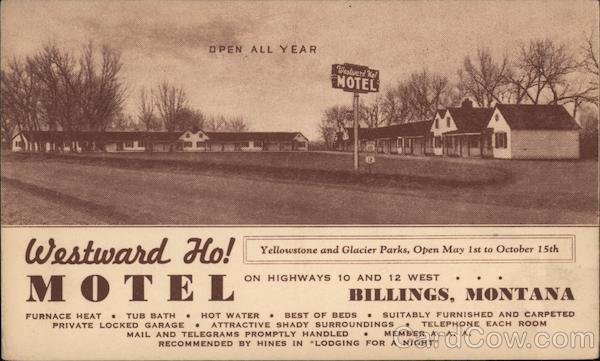 OPEN ALL YEAR
Westward Ho!
MOTEL
Westward Ho!
MOTEL
Yellowstone and Glacier Parks, Open May 1st to October 15th
ON HIGHWAYS 10 AND 12 WEST . . .
BILLINGS, MONTANA
FURNACE HEAT • TUB BATH • HOT WATER • BEST OF BEDS • SUITABLY FURNISHED AND CARPETED
PRIVATE LOCKED GARAGE • ATTRACTIVE SHADY SURROUNDINGS • TELEPHONE EACH ROOM
MAIL AND TELEGRAMS PROMPTLY HANDLED • MEMBER A. A. A.
RECOMMENDED BY HINES IN "LODGING FOR A NIGHT"
CardCow.com